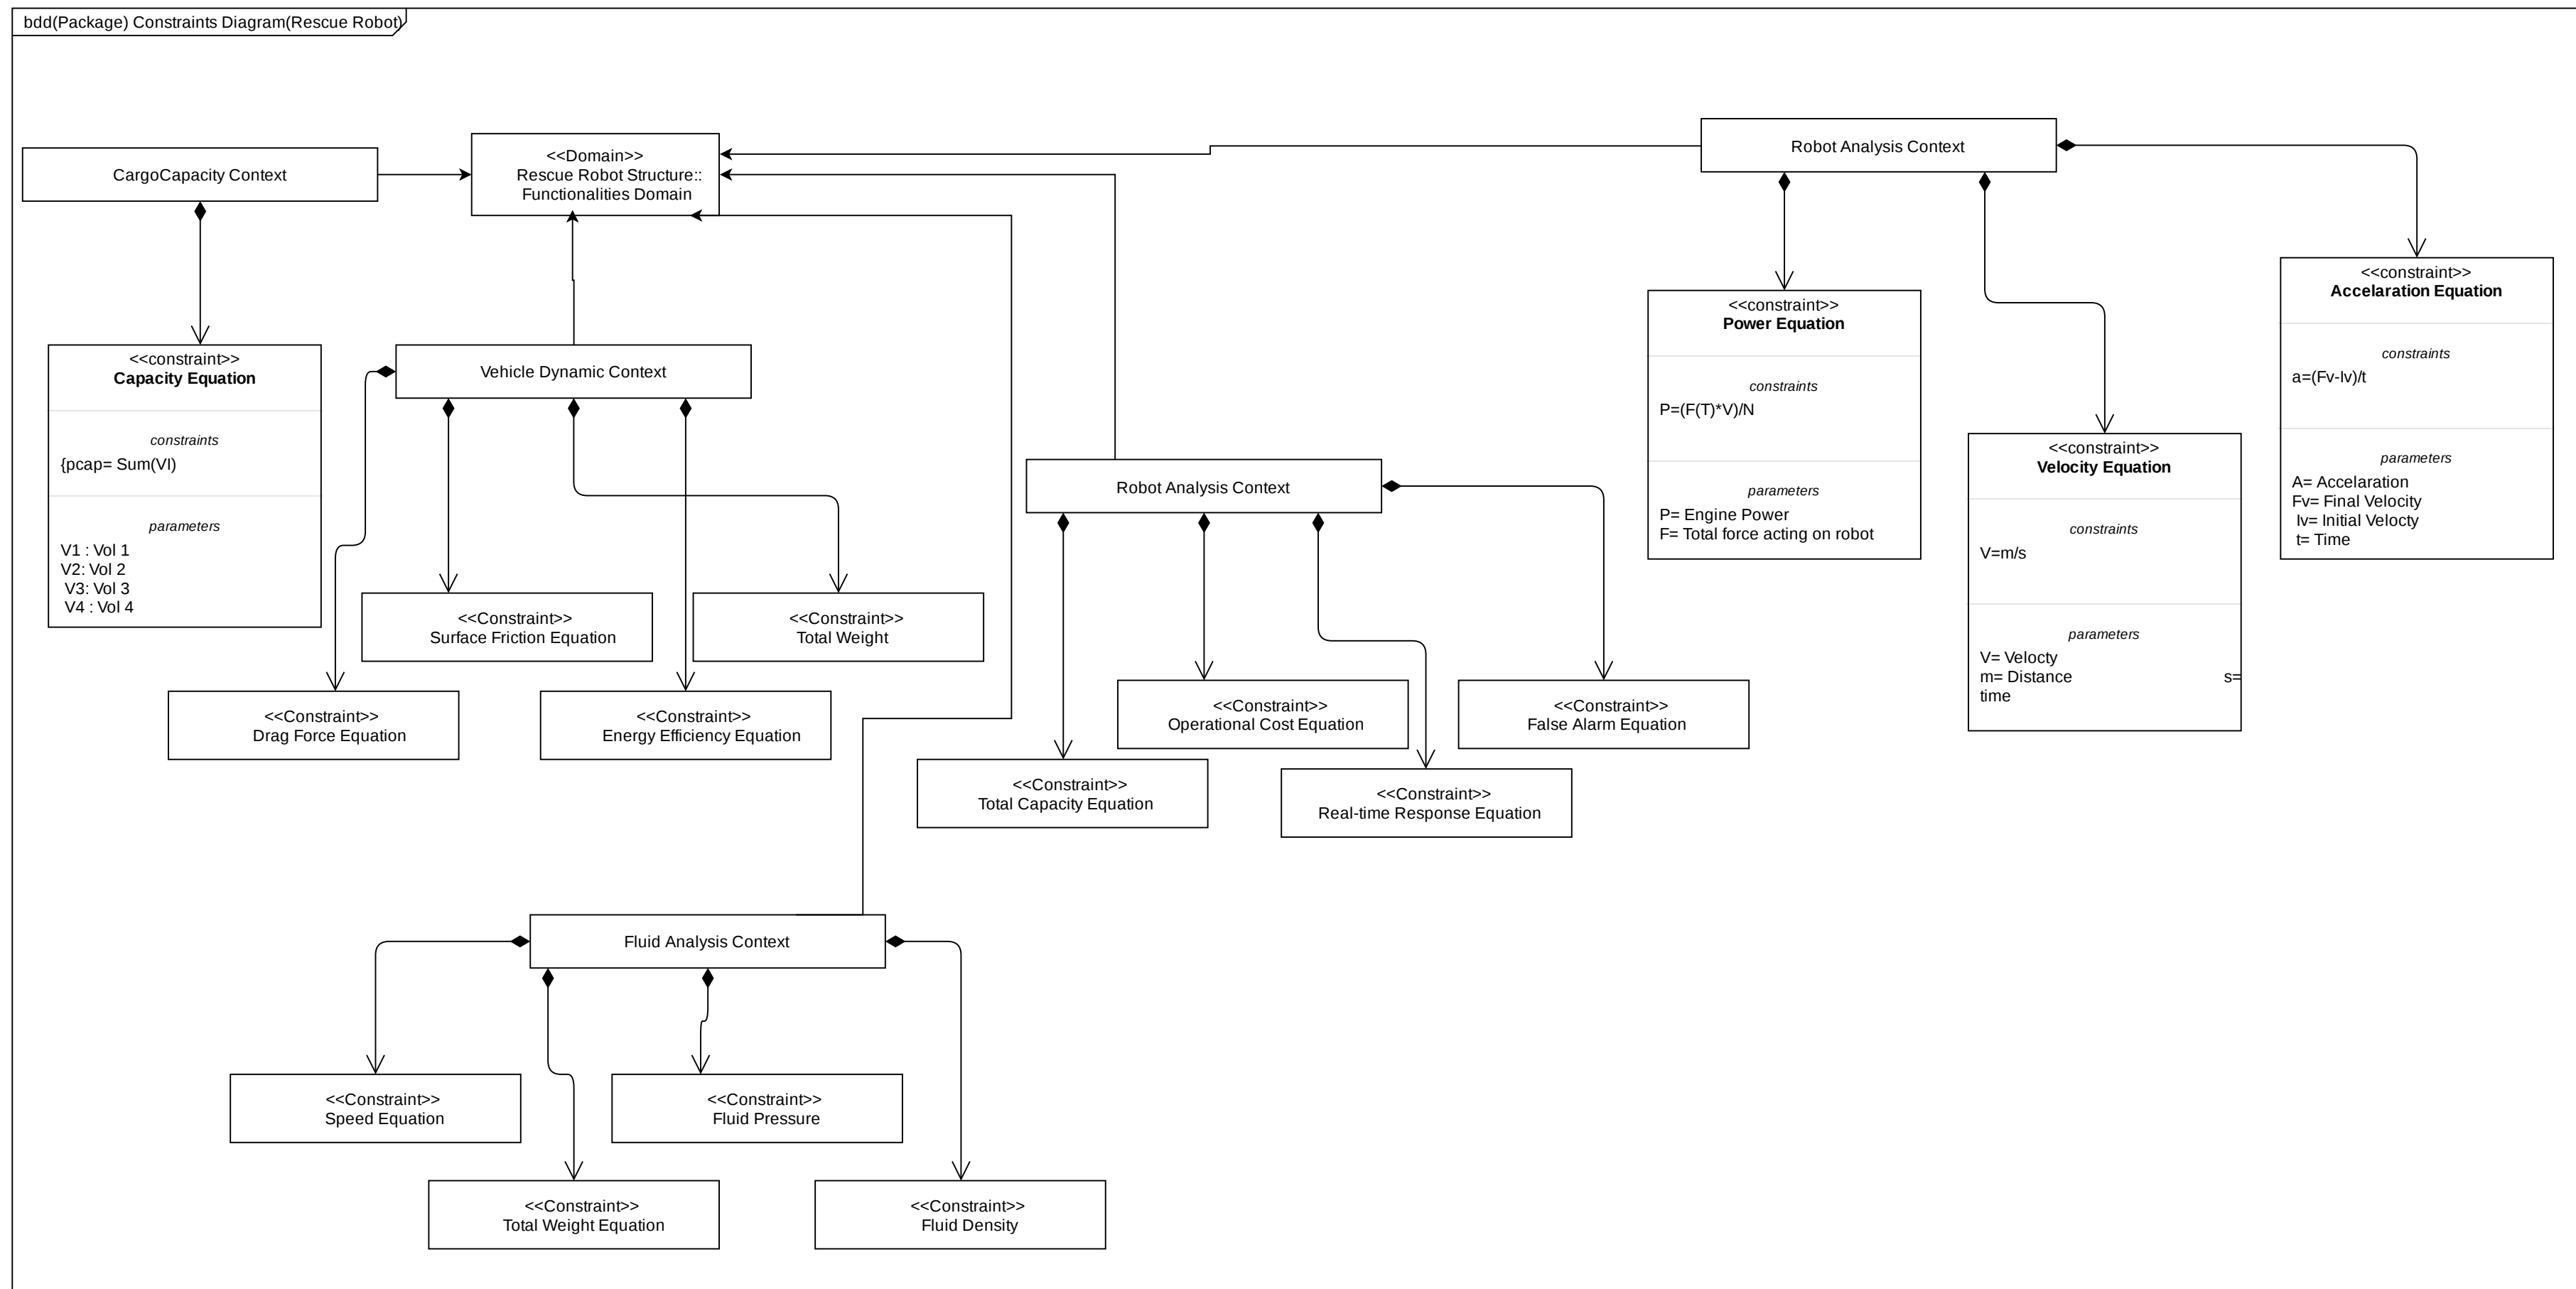 bdd(Package) Constraints Diagram(Rescue Robot)
CargoCapacity Context
<<Domain>>
Rescue Robot Structure::
Functionalities Domain
Robot Analysis Context
<<constraint>>
Capacity Equation
constraints
{pcap= Sum(VI)
parameters
V1 : Vol 1
V2: Vol 2
V3: Vol 3
V4 : Vol 4
Vehicle Dynamic Context
<<Constraint>>
Surface Friction Equation
<<Constraint>>
Total Weight
<<Constraint>>
Drag Force Equation
<<Constraint>>
Energy Efficiency Equation
Robot Analysis Context
<<Constraint>>
Operational Cost Equation
<<Constraint>>
False Alarm Equation
<<Constraint>>
Total Capacity Equation
<<Constraint>>
Real-time Response Equation
<<constraint>>
Power Equation
constraints
P=(F(T)*V)/N
parameters
P= Engine Power
F= Total force acting on robot
<<constraint>>
Velocity Equation
constraints
V=m/s
parameters
V= Velocty
m= Distance s=
time
<<constraint>>
Accelaration Equation
constraints
a=(Fv-Iv)/t
parameters
A= Accelaration
Fv= Final Velocity
Iv= Initial Velocty
t= Time
Fluid Analysis Context
<<Constraint>>
Speed Equation
<<Constraint>>
Fluid Pressure
<<Constraint>>
Total Weight Equation
<<Constraint>>
Fluid Density